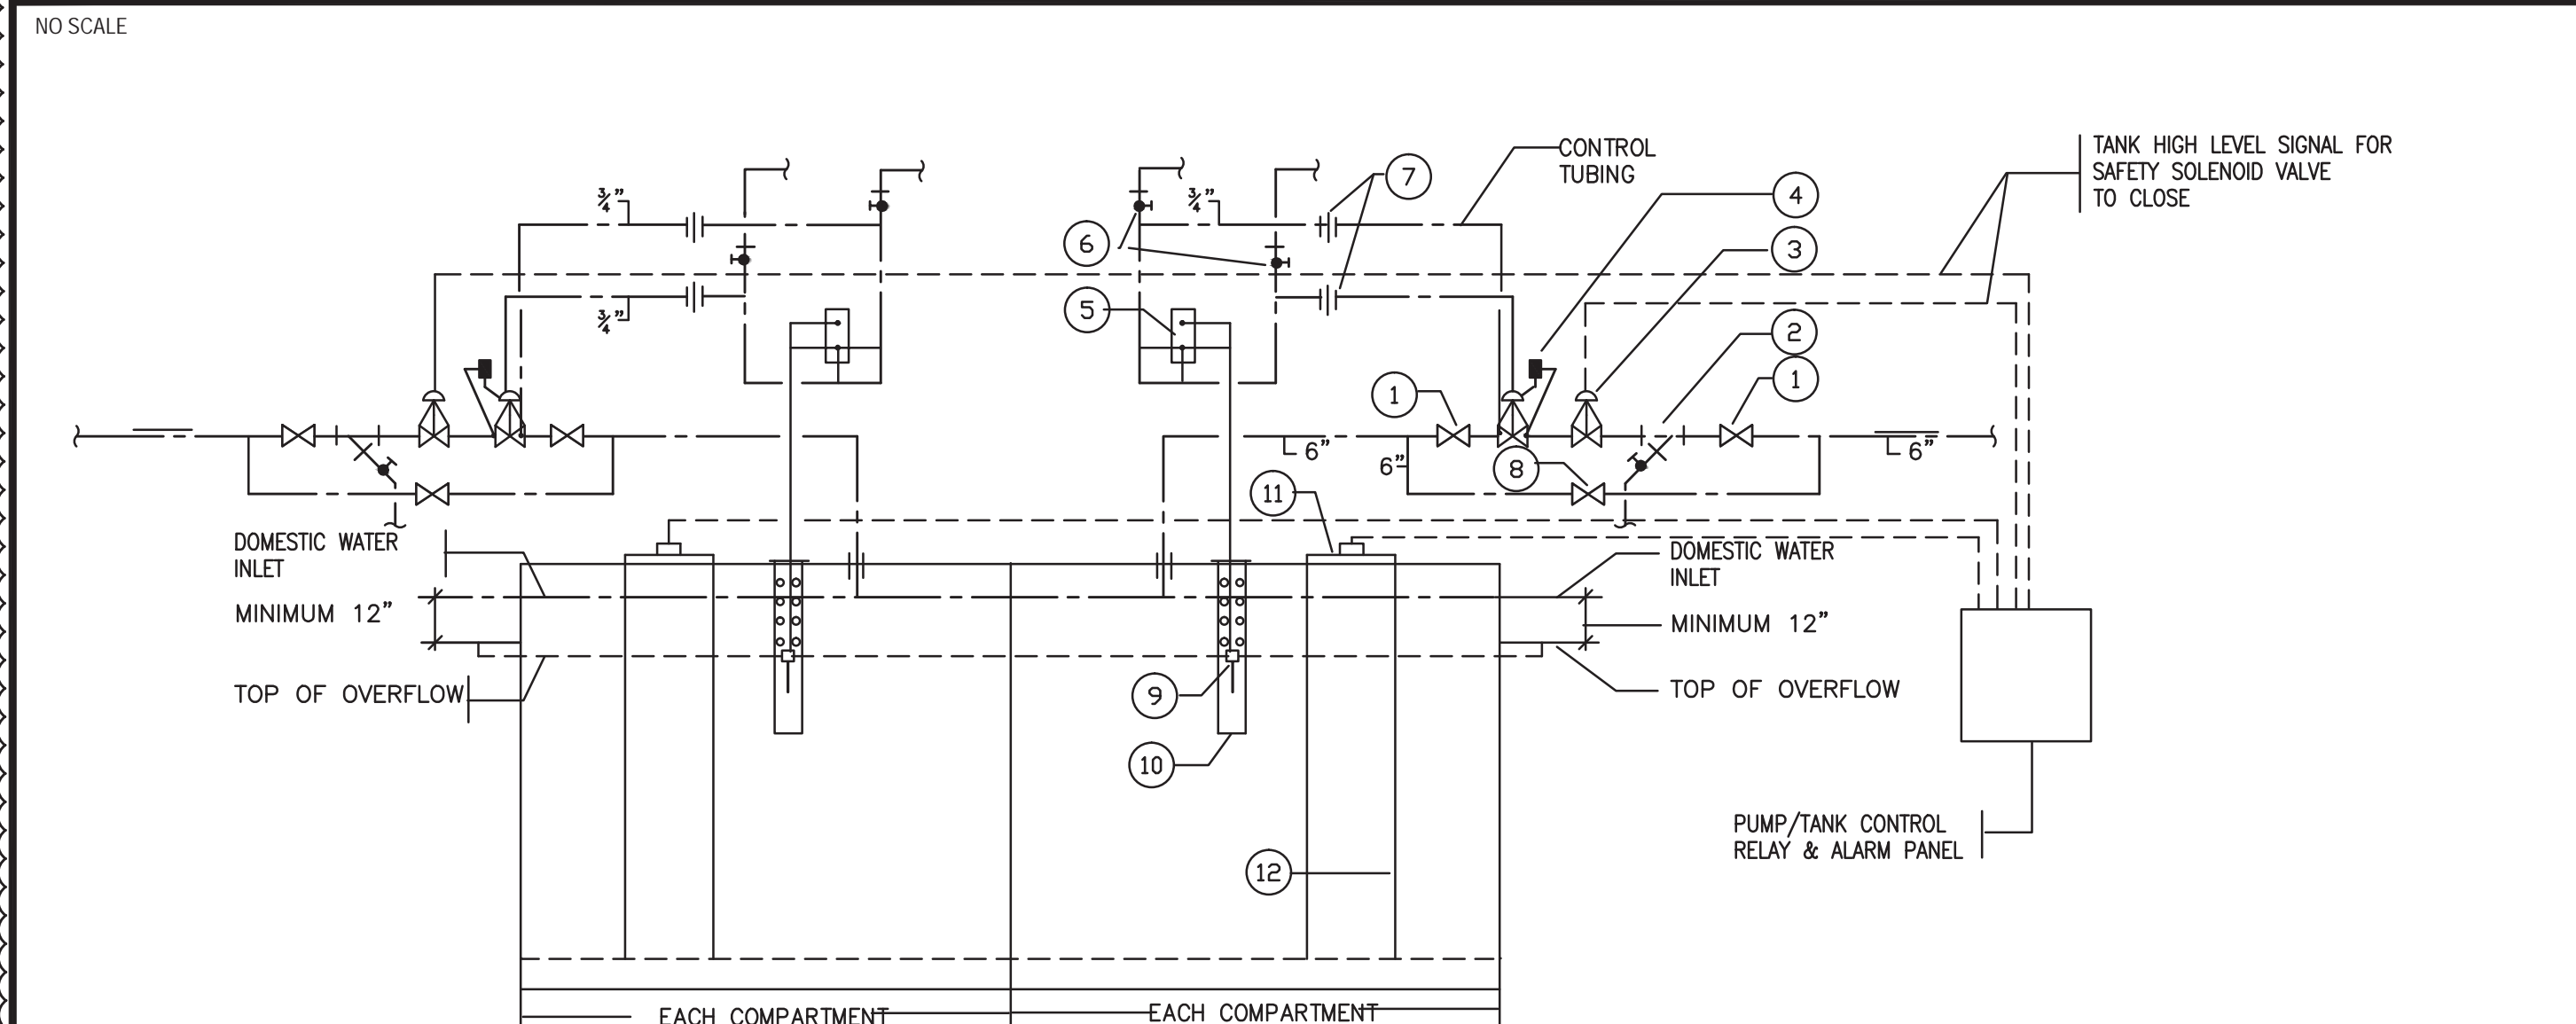 NO SCALE
CONTROL
TUBING
TANK HIGH LEVEL SIGNAL FOR
SAFETY SOLENOID VALVE
TO CLOSE
3/4"
3/4"
7
4
6
3
5
3/4"
2
1
1
6"
6"
6"
8
11
DOMESTIC WATER
INLET
DOMESTIC WATER
INLET
MINIMUM 12"
MINIMUM 12"
9
TOP OF OVERFLOW
TOP OF OVERFLOW
10
PUMP/TANK CONTROL
RELAY & ALARM PANEL
12
EACH COMPARTMENT
EACH COMPARTMENT